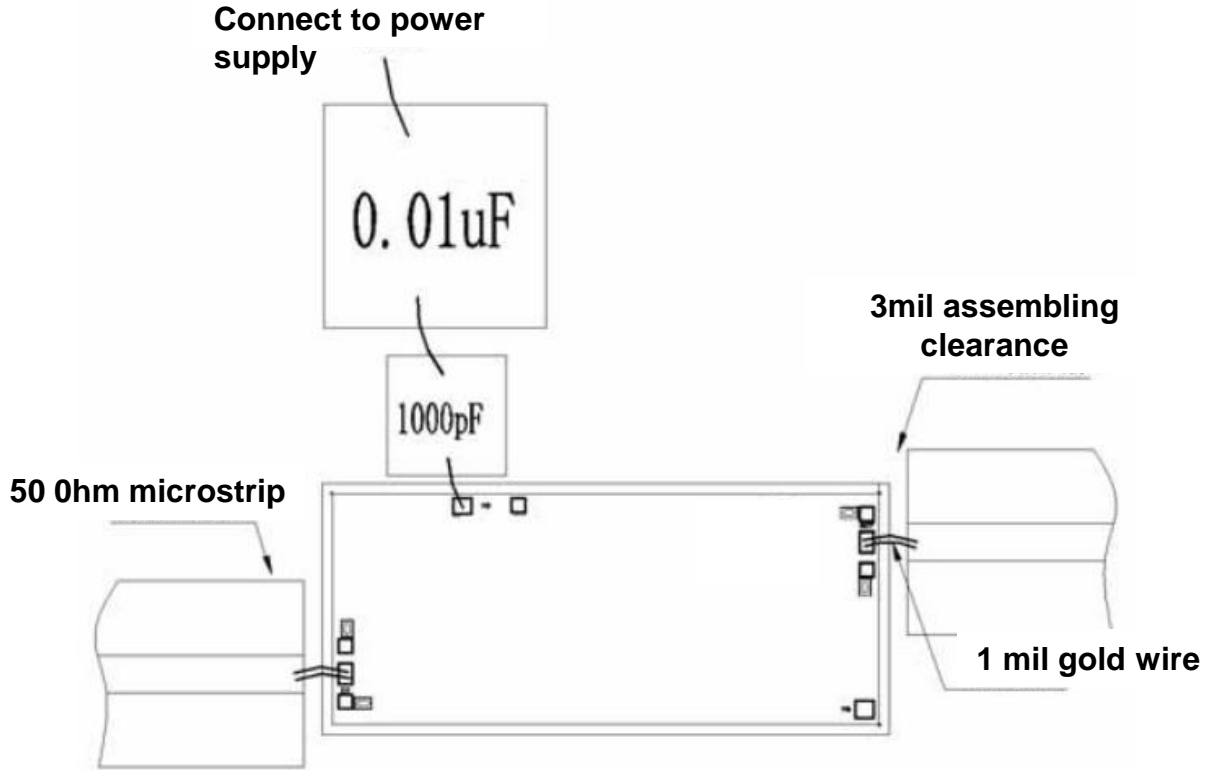 Connect to power
supply
0.01uF
3mil assembling
clearance
1000pF
50 0hm microstrip
1 mil gold wire